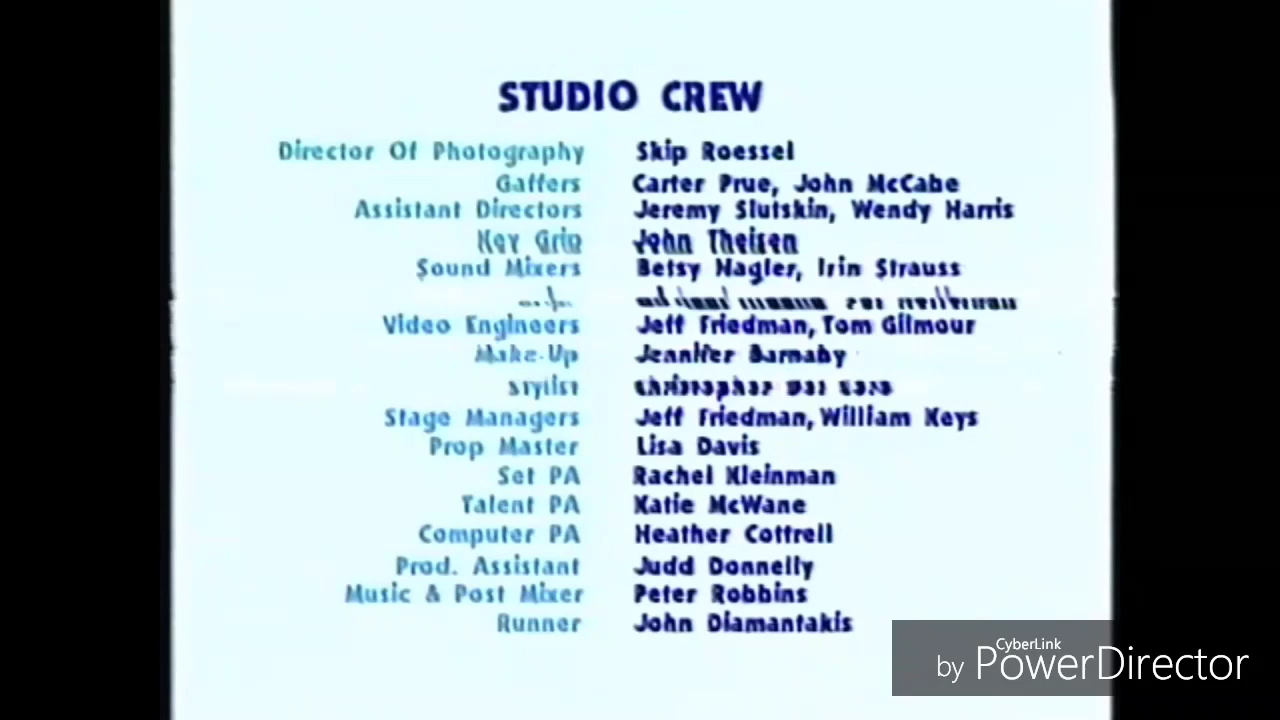 STUDIO CREW
Director Of Photography Skip Roessel
Gaffers Carter Prue, John McCabe
Assistant Directors Jeremy Slutskin, Wendy Harris
Key Grip John Theisen
Sound Mixers Betsy Nagler, Irin Strauss
Video Engineers Jeff Friedman, Tom Gilmour
Make-Up Jennifer Barnaby
Stylist Christopher
Stage Managers Jeff Friedman, William Keys
Prop Master Lisa Davis
Set PA Rachel Kleinman
Talent PA Katie McWane
Computer PA Heather Cottrell
Prod. Assistant Judd Donnelly
Music & Post Mixer Peter Robbins
Runner John Diamantakis
CyberLink
by PowerDirector